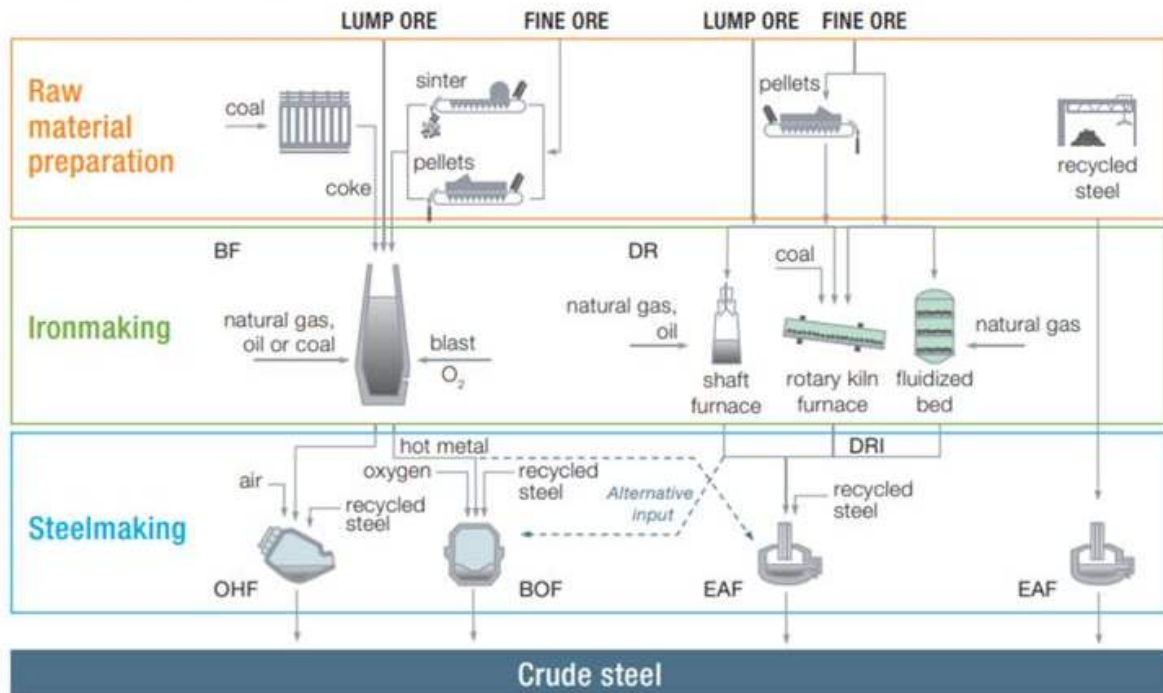 LUMP ORE
FINE ORE
LUMP ORE
FINE ORE
Raw
material
preparation
coal
coke
sinter
pellets
pellets
recycled
steel
BF
DR
Ironmaking
natural gas,
oil or coal
blast
O₂
natural gas,
oil
coal
natural gas
shaft
furnace
rotary kiln
furnace
fluidized
bed
Steelmaking
hot metal
air
recycled
steel
oxygen
recycled
steel
Alternative
input
DRI
recycled
steel
OHF
BOF
EAF
EAF
Crude steel